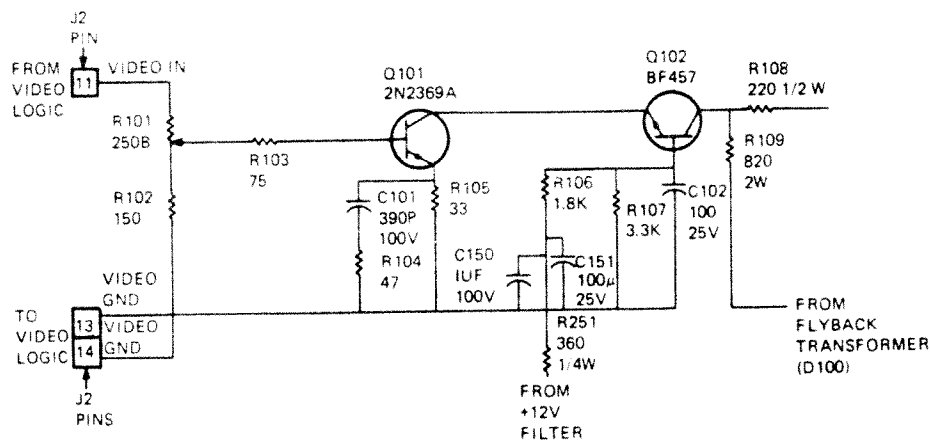 J2
PIN
FROM
VIDEO
LOGIC
11
VIDEO IN
R101
250B
R102
150
R103
75
Q101
2N2369A
C101
390P
100V
R104
47
R105
33
Q102
BF457
R108
220 1/2 W
R109
820
2W
R106
1.8K
R107
3.3K
C102
100
25V
C150
IUF
100V
C151
100µ
25V
R251
360
1/4W
FROM
+12V
FILTER
FROM
FLYBACK
TRANSFORMER
(D100)
VIDEO
GND
TO
VIDEO
LOGIC
13
VIDEO
14
GND
J2
PINS